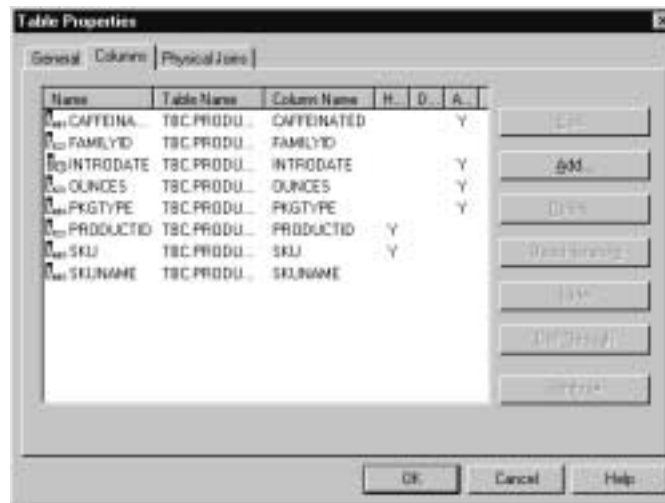 Table Properties
General Columns Physical Joins
Name Table Name Column Name H... D... A...
CAFFEINA... TBC.PRODU... CAFFEINATED Y
FAMILYID TBC.PRODU... FAMILYID
INTRODATE TBC.PRODU... INTRODATE Y
OUNCES TBC.PRODU... OUNCES Y
PKGTYPE TBC.PRODU... PKGTYPE Y
PRODUCTID TBC.PRODU... PRODUCTID Y
SKU TBC.PRODU... SKU Y
SKUNAME TBC.PRODU... SKUNAME
Add...
OK
Cancel
Help